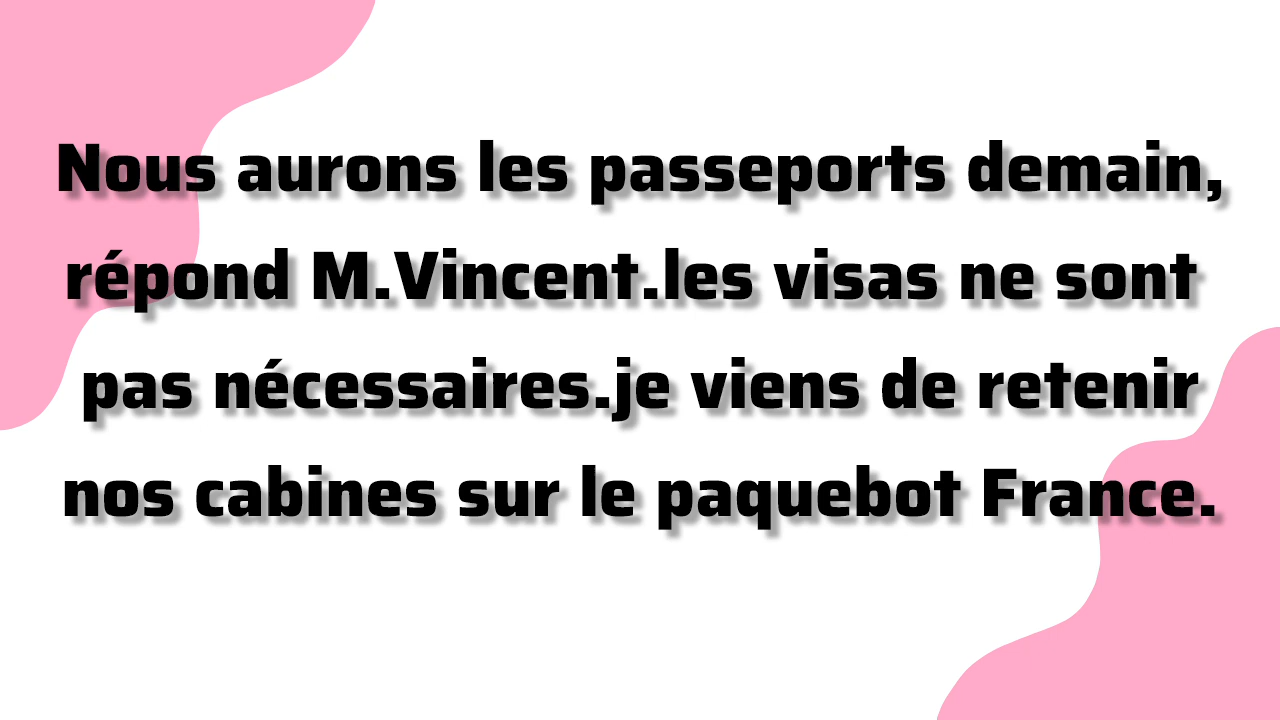 Nous aurons les passeports demain,
répond M.Vincent.les visas ne sont
pas nécessaires.je viens de retenir
nos cabines sur le paquebot France.